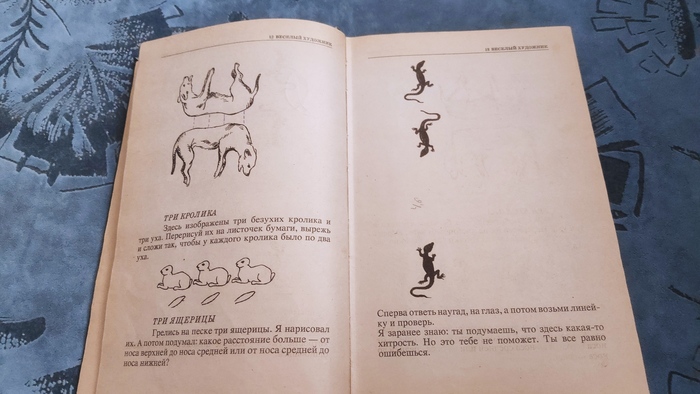 12 ВЕСЕЛЫЙ ХУДОЖНИК
ТРИ КРОЛИКА
Здесь изображены три безухих кролика и
три уха. Перерисуй их на листочек бумаги, вырежь
и сложи так, чтобы у каждого кролика было по два
уха.
ТРИ ЯЩЕРИЦЫ
Грелись на песке три ящерицы. Я нарисовал
их. А потом подумал: какое расстояние больше — от
носа верхней до носа средней или от носа средней до
носа нижней?
ВЕСЕЛЫЙ ХУДОЖНИК
Сперва ответь наугад, на глаз, а потом возьми линей-
ку и проверь.
Я заранее знаю: ты подумаешь, что здесь какая-то
хитрость. Но это тебе не поможет. Ты все равно
ошибешься.